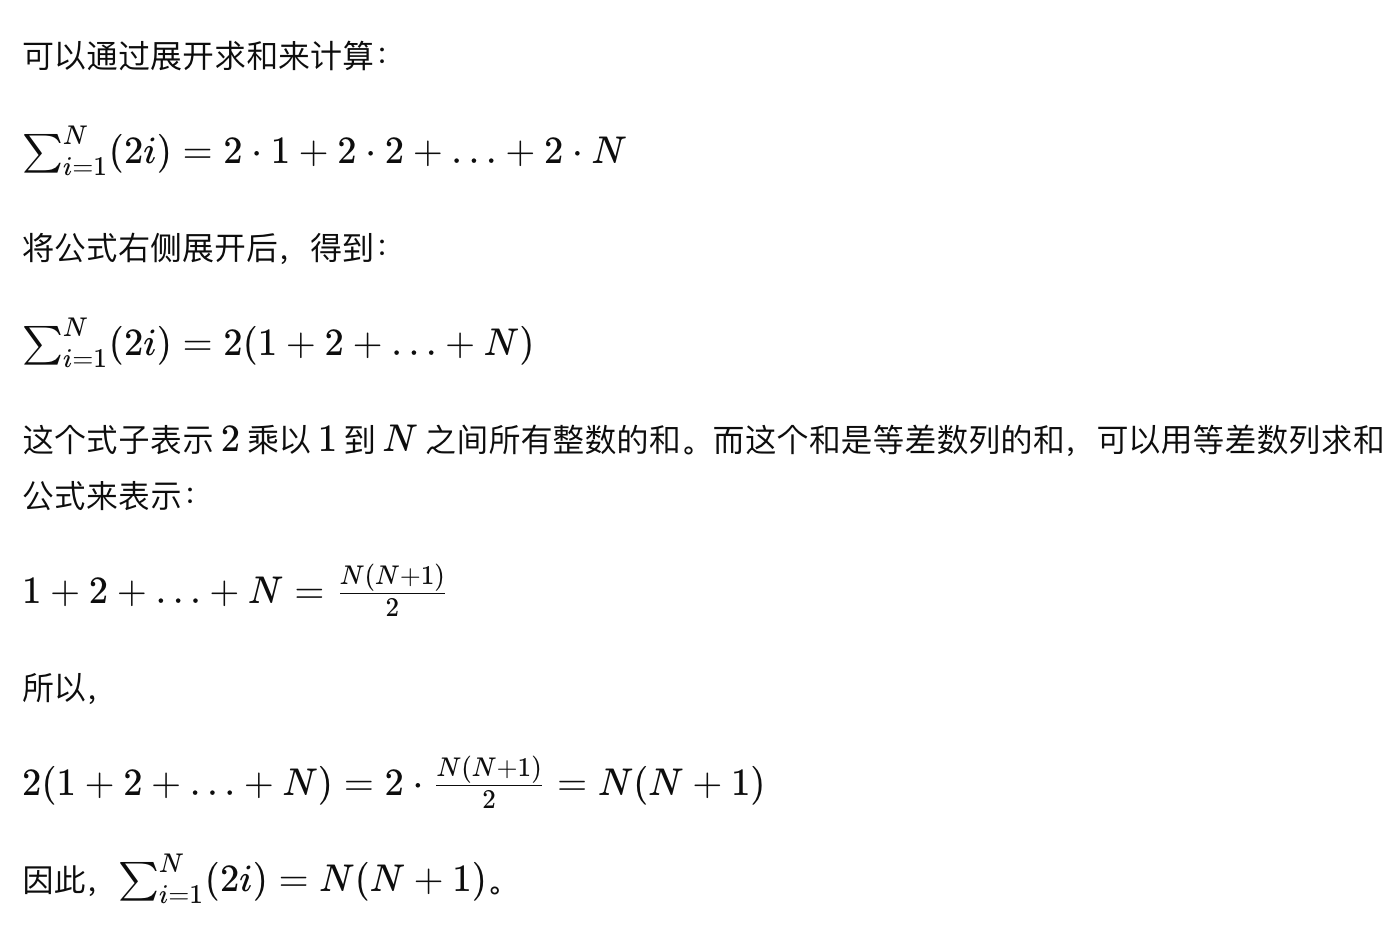 可以通过展开求和来计算：
$\sum_{i=1}^{N}(2i) = 2 \cdot 1 + 2 \cdot 2 + \ldots + 2 \cdot N$
将公式右侧展开后，得到：
$\sum_{i=1}^{N}(2i) = 2(1 + 2 + \ldots + N)$
这个式子表示 2 乘以 1 到 $N$ 之间所有整数的和。而这个和是等差数列的和，可以用等差数列求和
公式来表示：
$1 + 2 + \ldots + N = \frac{N(N+1)}{2}$
所以，
$2(1 + 2 + \ldots + N) = 2 \cdot \frac{N(N+1)}{2} = N(N + 1)$
因此，$\sum_{i=1}^{N}(2i) = N(N + 1)$。